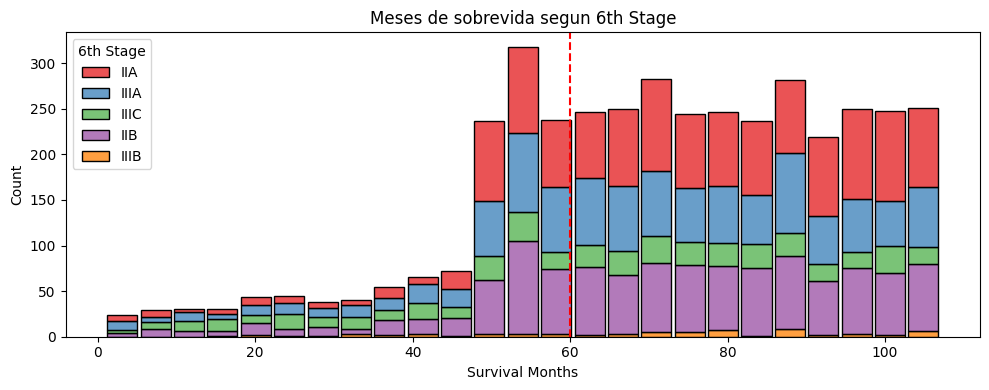 Meses de sobrevida segun 6th Stage
6th Stage
IIA
IIIA
IIIC
IIB
IIIB
Count
300
250
200
150
100
50
0
0 20 40 60 80 100
Survival Months